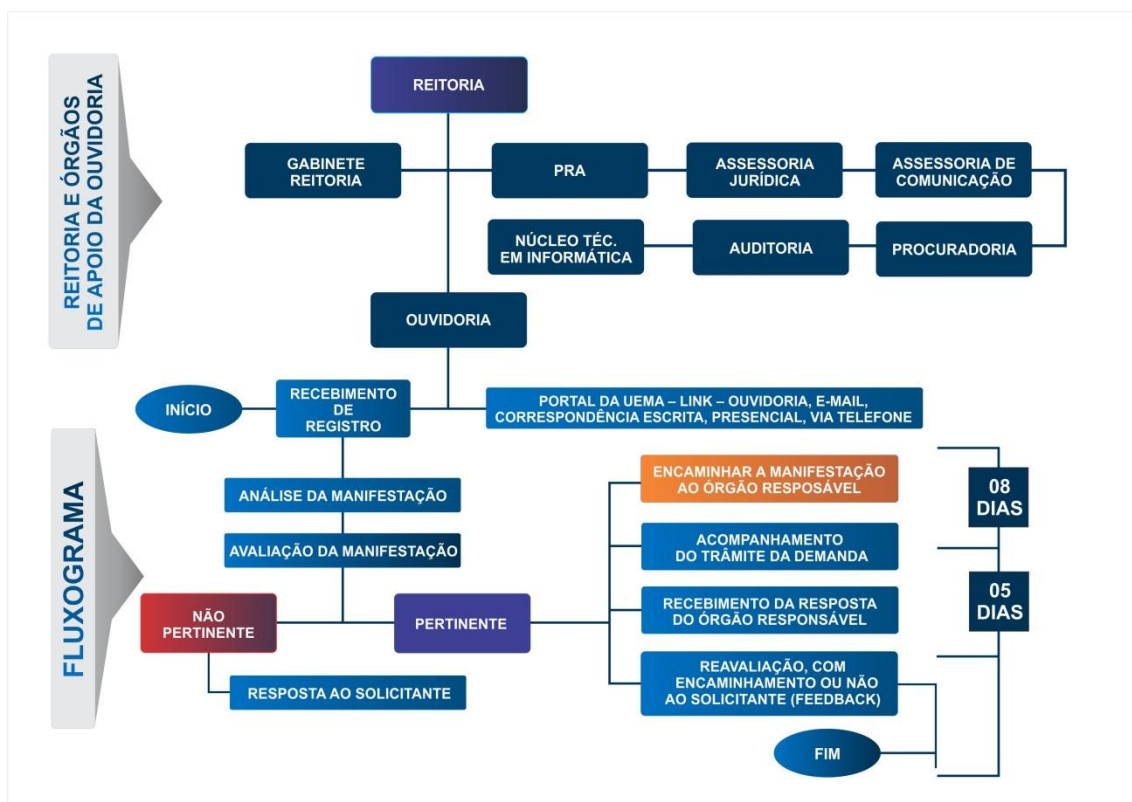 REITORIA E ÓRGÃOS
DE APOIO DA OUVIDORIA
REITORIA
GABINETE
REITORIA
PRA
ASSESSORIA
JURÍDICA
ASSESSORIA DE
COMUNICAÇÃO
NÚCLEO TÉC.
EM INFORMÁTICA
AUDITORIA
PROCURADORIA
OUVIDORIA
FLUXOGRAMA
INÍCIO
RECEBIMENTO
DE
REGISTRO
PORTAL DA UEMA – LINK – OUVIDORIA, E-MAIL,
CORRESPONDÊNCIA ESCRITA, PRESENCIAL, VIA TELEFONE
ANÁLISE DA MANIFESTAÇÃO
AVALIAÇÃO DA MANIFESTAÇÃO
NÃO
PERTINENTE
PERTINENTE
RESPOSTA AO SOLICITANTE
ENCAMINHAR A MANIFESTAÇÃO
AO ÓRGÃO RESPOSÁVEL
ACOMPANHAMENTO
DO TRÂMITE DA DEMANDA
RECEBIMENTO DA RESPOSTA
DO ÓRGÃO RESPONSÁVEL
REAVALIAÇÃO, COM
ENCAMINHAMENTO OU NÃO
AO SOLICITANTE (FEEDBACK)
08
DIAS
05
DIAS
FIM